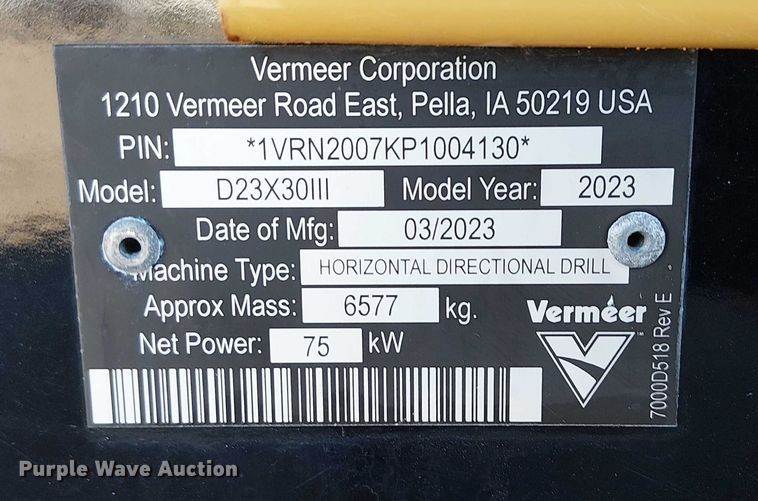 Vermeer Corporation
1210 Vermeer Road East, Pella, IA 50219 USA
PIN: *1VRN2007KP1004130*
Model: D23X30III Model Year: 2023
Date of Mfg: 03/2023
Machine Type: HORIZONTAL DIRECTIONAL DRILL
Approx Mass: 6577 kg.
Net Power: 75 kW
Vermeer
7000D518 Rev E
Purple Wave Auction